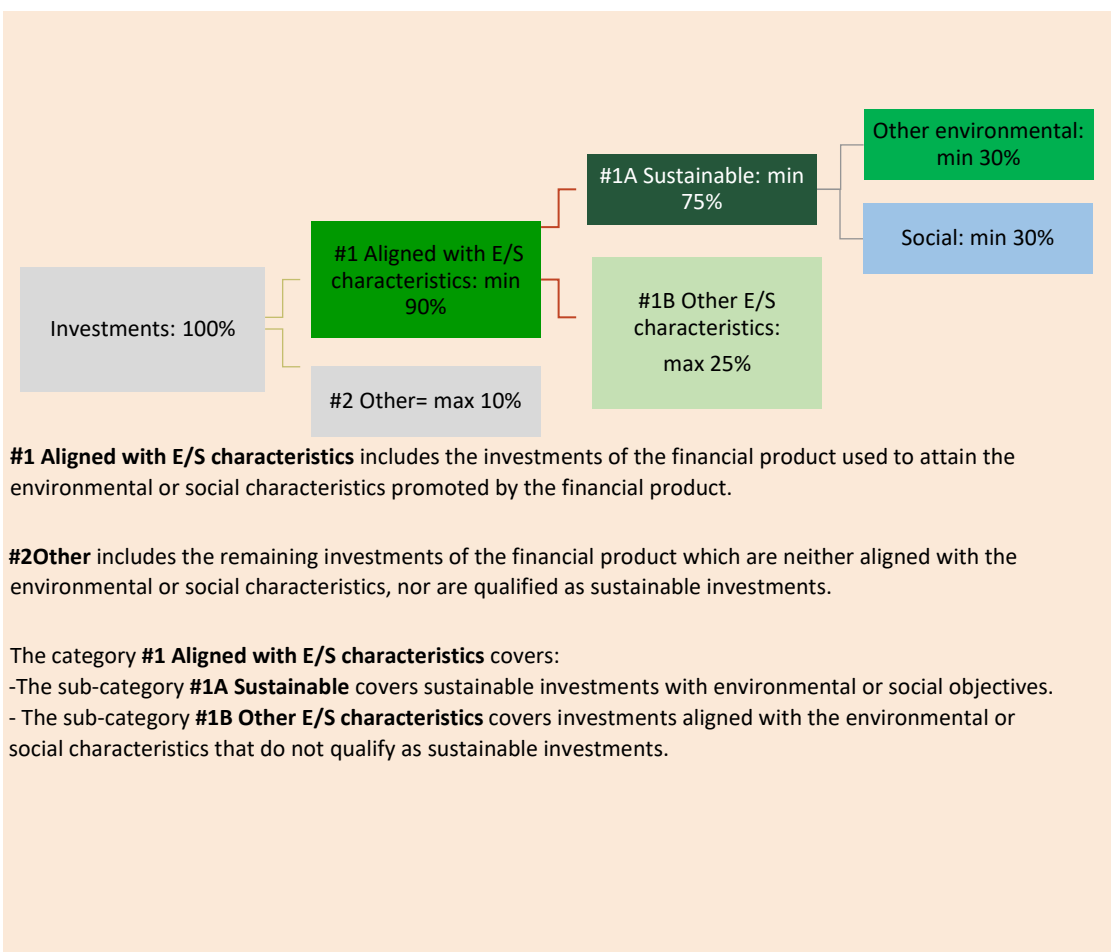 Investments: 100%
#1 Aligned with E/S
characteristics: min
90%
#2 Other= max 10%
#1A Sustainable: min
75%
#1B Other E/S
characteristics:
max 25%
Other environmental:
min 30%
Social: min 30%
#1 Aligned with E/S characteristics includes the investments of the financial product used to attain the
environmental or social characteristics promoted by the financial product.
#2Other includes the remaining investments of the financial product which are neither aligned with the
environmental or social characteristics, nor are qualified as sustainable investments.
The category #1 Aligned with E/S characteristics covers:
-The sub-category #1A Sustainable covers sustainable investments with environmental or social objectives.
- The sub-category #1B Other E/S characteristics covers investments aligned with the environmental or
social characteristics that do not qualify as sustainable investments.